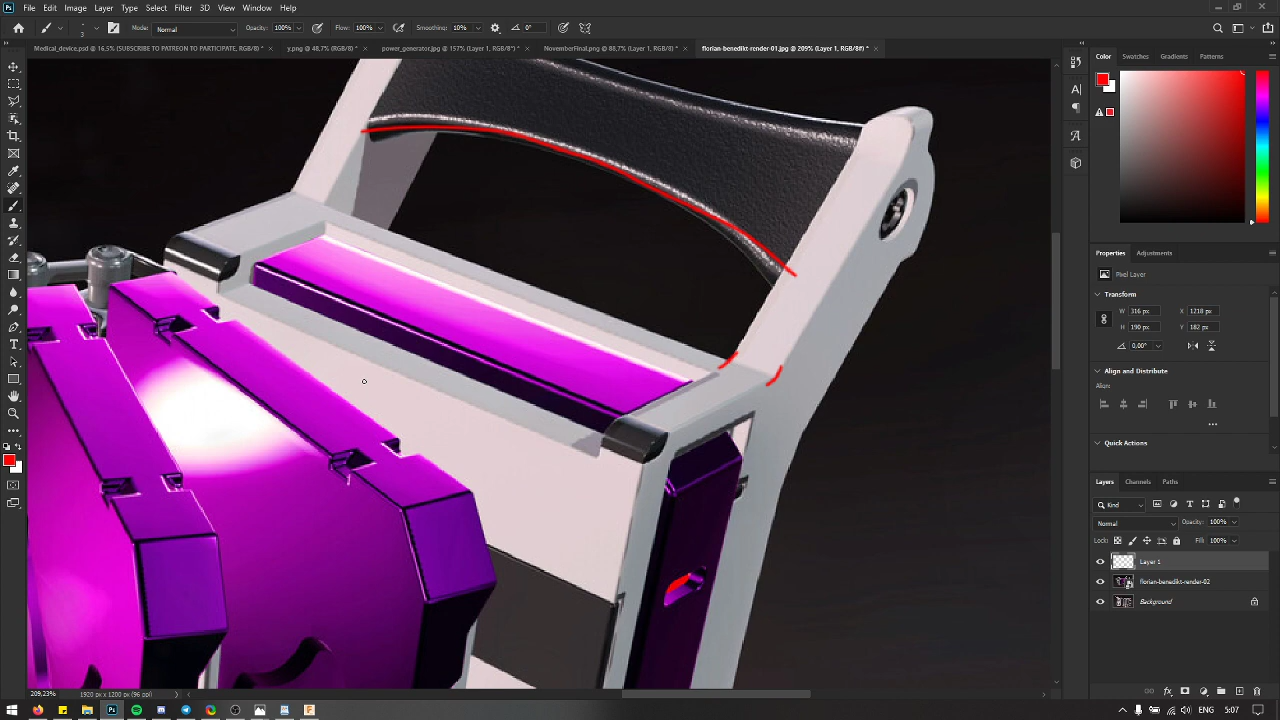 File Edit Image Layer Type Select Filter 3D View Window Help
Mode: Normal Opacity: 100% Flow: 100% Smoothing: 10% 0°
Medical_device.psd @ 16,5% (SUBSCRIBE TO PATREON TO PARTICIPATE, RGB/8) * × y.png @ 48,7% (RGB/8) * × power_generator.jpg @ 157% (Layer 1, RGB/8*) * × NovemberFinal.png @ 88,7% (Layer 1, RGB/8) * × florian-benedikt-render-01.jpg @ 209% (Layer 1, RGB/8#) * ×
Color Swatches Gradients Patterns
Properties Adjustments
Pixel Layer
Transform
W 316 px X 1218 px
H 190 px Y 182 px
0,00°
Align and Distribute
Align:
Quick Actions
Layers Channels Paths
Kind
Normal Opacity: 100%
Lock: Fill: 100%
Layer 1
florian-benedikt-render-02
Background
209,23% 1920 px x 1200 px (96 ppi)
ENG 5:07